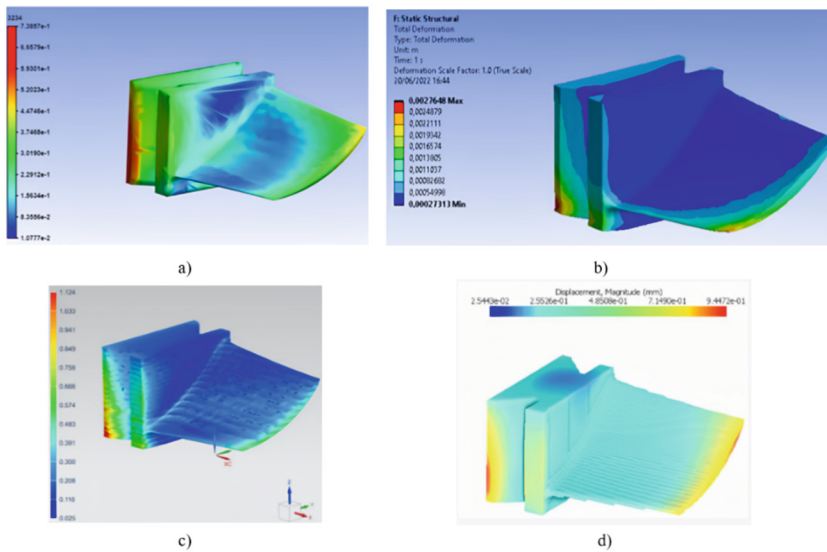 3234
7.3857e-1
6.6579e-1
5.9301e-1
5.2023e-1
4.4746e-1
3.7468e-1
3.0190e-1
2.2912e-1
1.5634e-1
8.3556e-2
1.0777e-2
a)
F: Static Structural
Total Deformation
Type: Total Deformation
Unit: m
Time: 1 s
Deformation Scale Factor: 1.0 (True Scale)
20/06/2022 16:44
0,0027648 Max
0,0024879
0,0022111
0,0019342
0,0016574
0,0013805
0,0011037
0,00082682
0,00054998
0,00027313 Min
b)
1.124
1.033
0.941
0.849
0.758
0.666
0.574
0.483
0.391
0.300
0.208
0.116
0.025
XC
Z
Y
X
c)
Displacement, Magnitude (mm)
2.5443e-02 2.5526e-01 4.8508e-01 7.1490e-01 9.4472e-01
d)